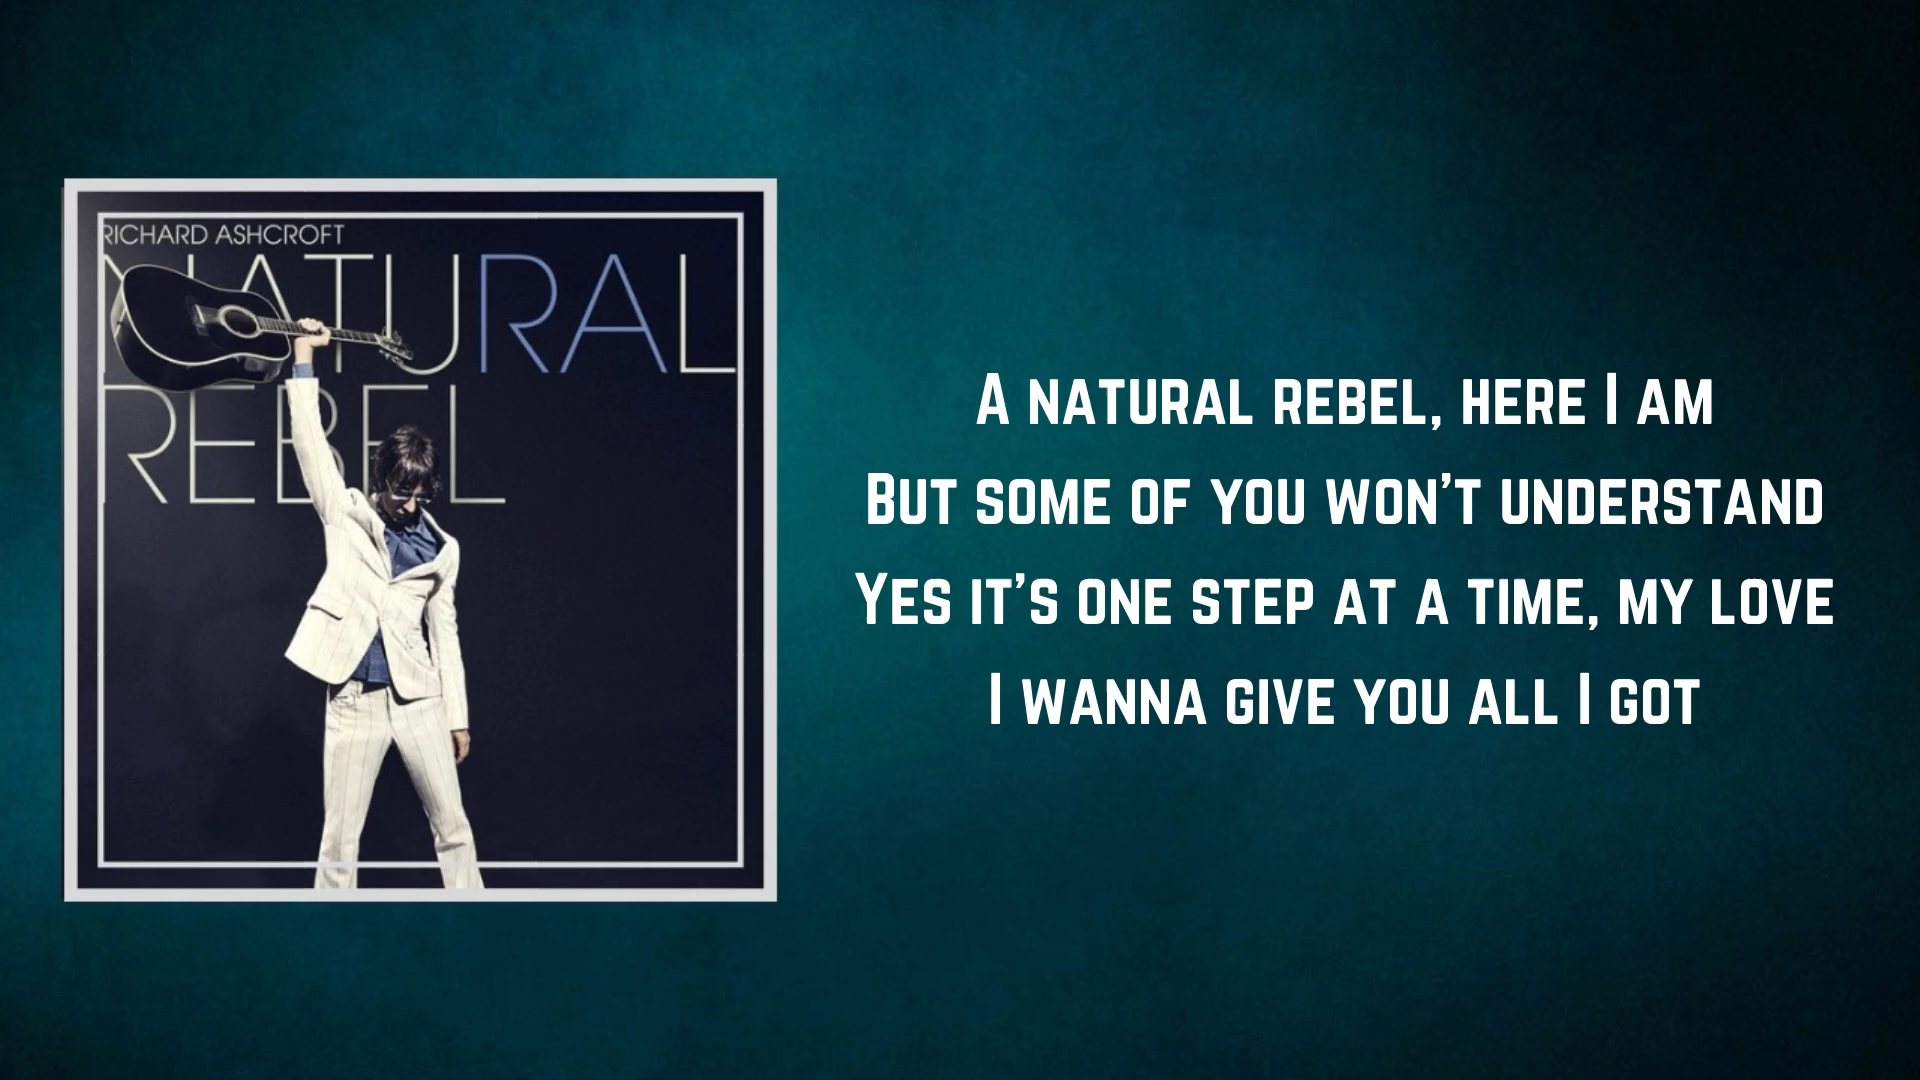 RICHARD ASHCROFT
NATURAL
REBEL
A NATURAL REBEL, HERE I AM
BUT SOME OF YOU WON'T UNDERSTAND
YES IT'S ONE STEP AT A TIME, MY LOVE
I WANNA GIVE YOU ALL I GOT